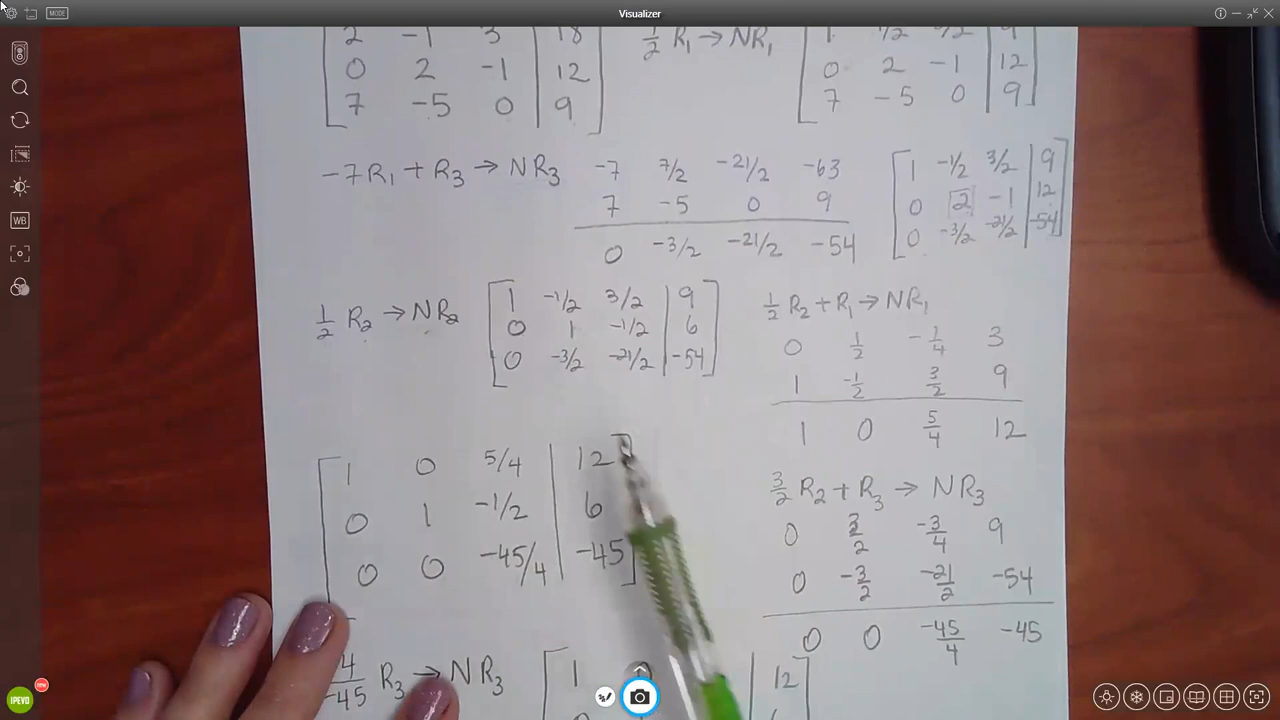 MODE
Visualizer
2 -1 3 | 18
0 2 -1 | 12
7 -5 0 | 9
1/2 R₁ → NR₁
0 2 -1 | 12
7 -5 0 | 9
-7R₁ + R₃ → NR₃
-7 7/2 -21/2 -63
7 -5 0 9
0 -3/2 -21/2 -54
1 -1/2 3/2 | 9
0 2 -1 | 12
0 -3/2 -21/2 | -54
1/2 R₂ → NR₂
1 -1/2 3/2 | 9
0 1 -1/2 | 6
0 -3/2 -21/2 | -54
1/2 R₂ + R₁ → NR₁
0 1/2 -1/4 3
1 -1/2 3/2 9
1 0 5/4 12
1 0 5/4 | 12
0 1 -1/2 | 6
0 0 -45/4 | -45
3/2 R₂ + R₃ → NR₃
0 3/2 -3/4 9
0 -3/2 -21/2 -54
0 0 -45/4 -45
4/-45 R₃ → NR₃
1 0 | 12
WB
IPEVO
new